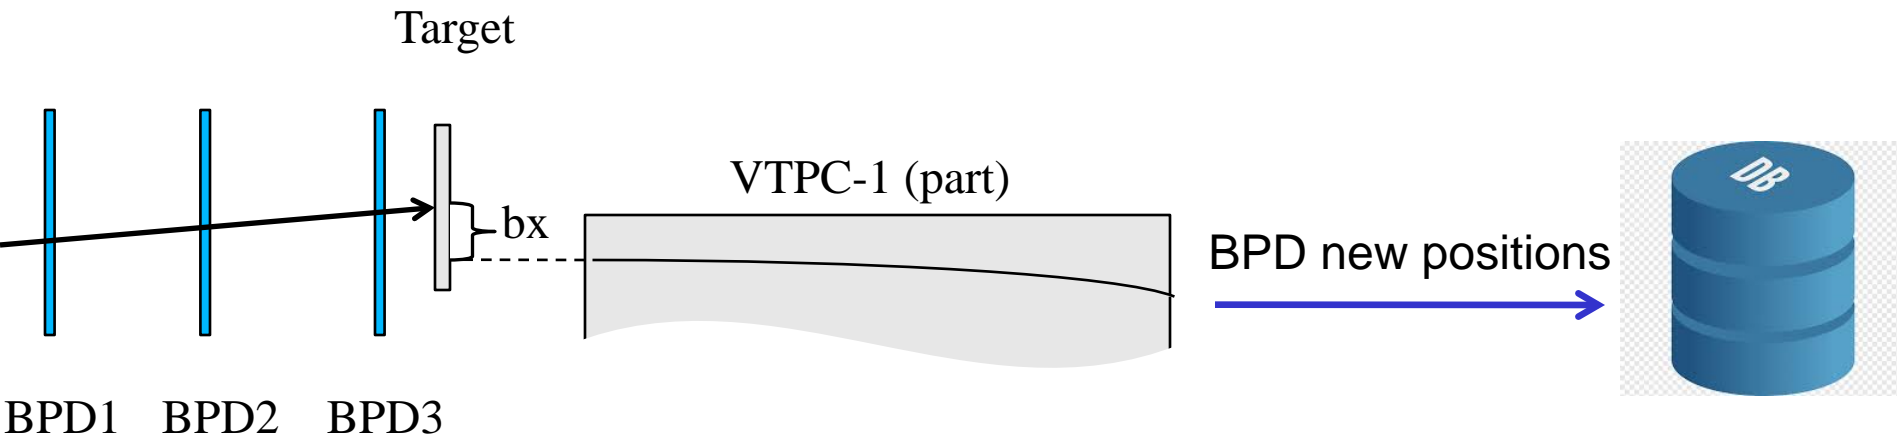 Target
VTPC-1 (part)
bx
BPD new positions
DB
BPD1 BPD2 BPD3